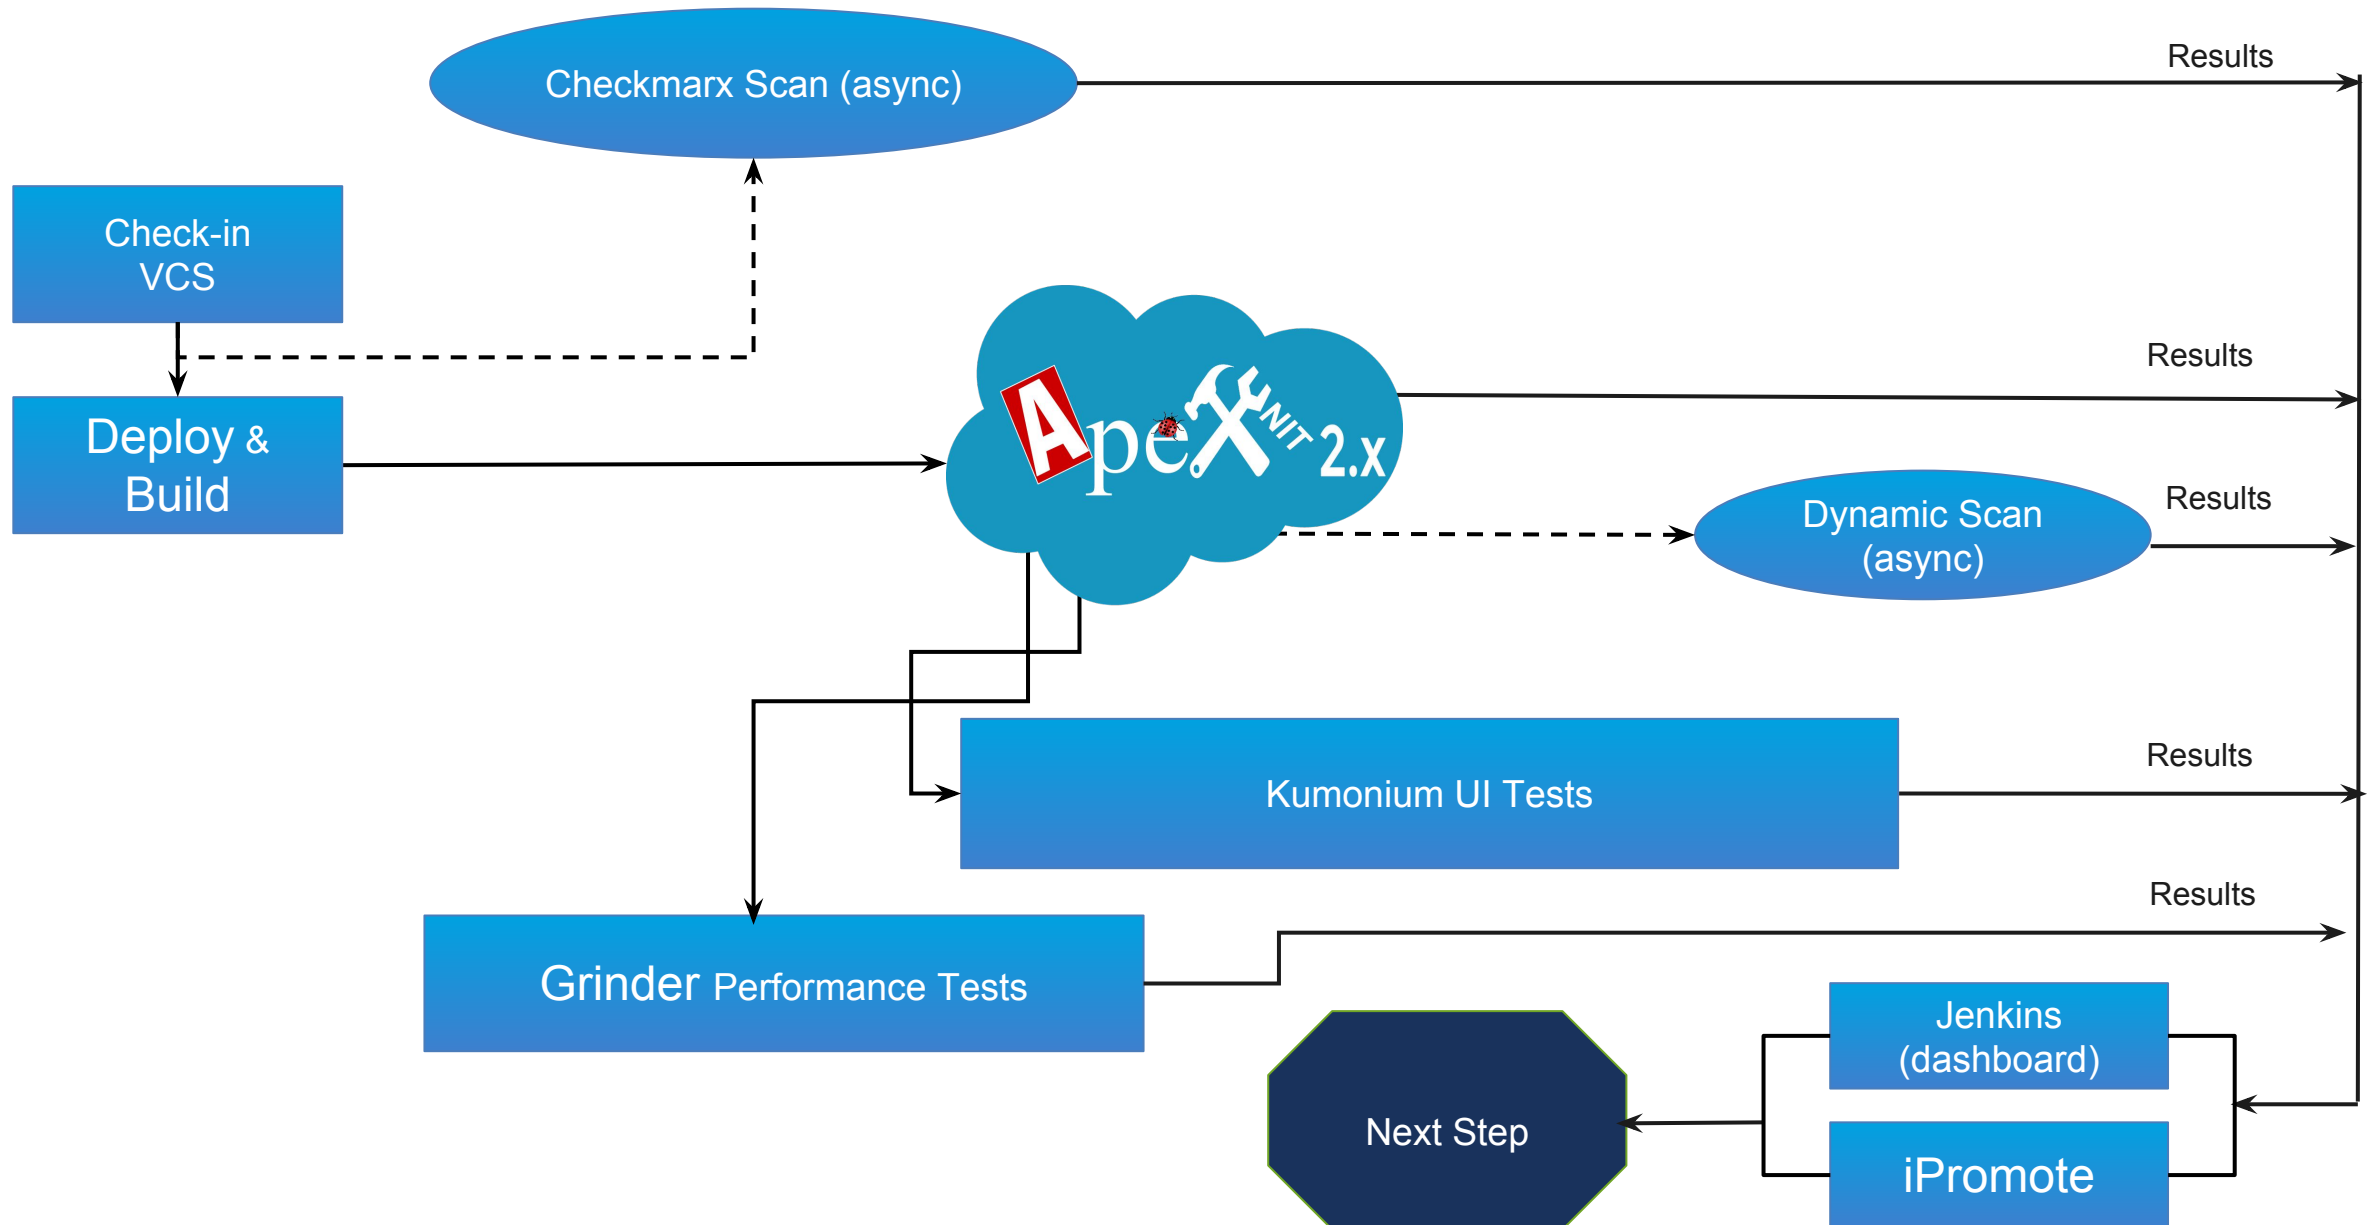 Results
Checkmarx Scan (async)
Check-in
VCS
Results
Deploy &
Build
ApeXNIT 2.x
Results
Dynamic Scan
(async)
Results
Kumonium UI Tests
Results
Grinder Performance Tests
Jenkins
(dashboard)
Next Step
iPromote